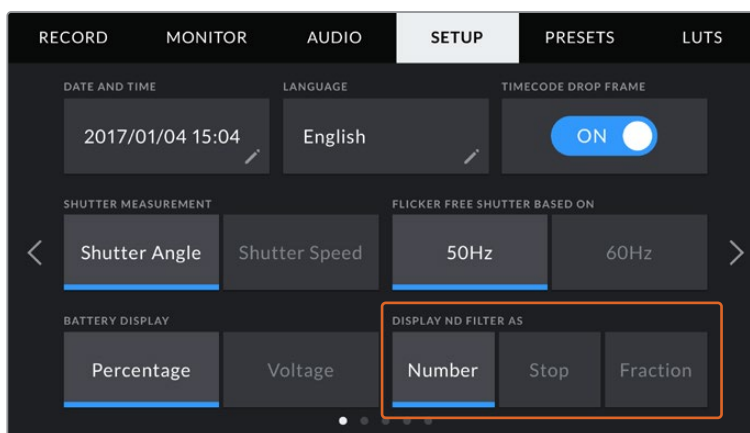 RECORD MONITOR AUDIO SETUP PRESETS LUTS
DATE AND TIME LANGUAGE TIMECODE DROP FRAME
2017/01/04 15:04 English ON
SHUTTER MEASUREMENT FLICKER FREE SHUTTER BASED ON
Shutter Angle Shutter Speed 50Hz 60Hz
BATTERY DISPLAY DISPLAY ND FILTER AS
Percentage Voltage Number Stop Fraction